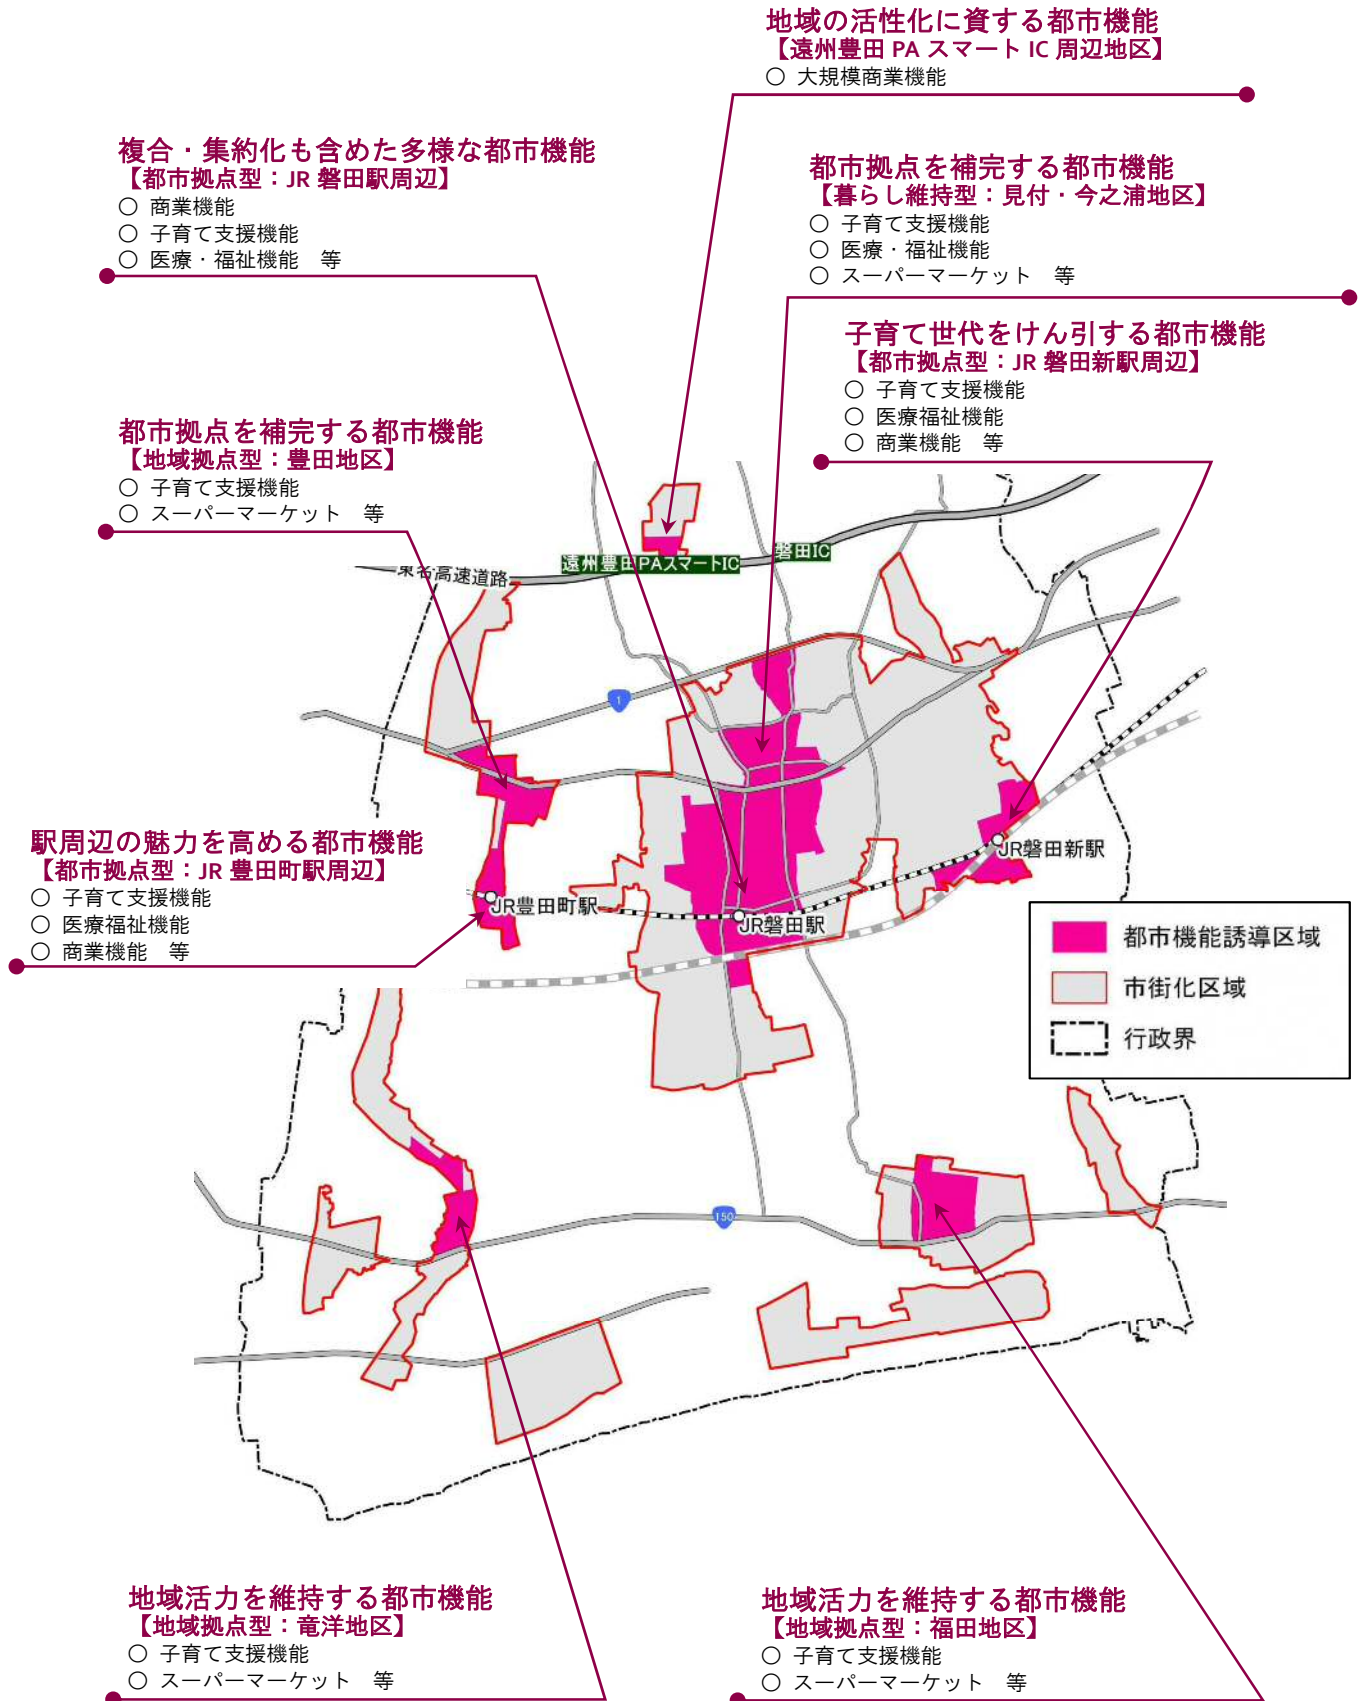 地域の活性化に資する都市機能
【遠州豊田 PA スマート IC 周辺地区】
○ 大規模商業機能
複合・集約化も含めた多様な都市機能
【都市拠点型：JR 磐田駅周辺】
○ 商業機能
○ 子育て支援機能
○ 医療・福祉機能　等
都市拠点を補完する都市機能
【暮らし維持型：見付・今之浦地区】
○ 子育て支援機能
○ 医療・福祉機能
○ スーパーマーケット　等
子育て世代をけん引する都市機能
【都市拠点型：JR 磐田新駅周辺】
○ 子育て支援機能
○ 医療福祉機能
○ 商業機能　等
都市拠点を補完する都市機能
【地域拠点型：豊田地区】
○ 子育て支援機能
○ スーパーマーケット　等
磐田IC
遠州豊田PAスマートIC
東名高速道路
1
駅周辺の魅力を高める都市機能
【都市拠点型：JR 豊田町駅周辺】
○ 子育て支援機能
○ 医療福祉機能
○ 商業機能　等
JR磐田新駅
JR豊田町駅
JR磐田駅
都市機能誘導区域
市街化区域
行政界
150
地域活力を維持する都市機能
【地域拠点型：竜洋地区】
○ 子育て支援機能
○ スーパーマーケット　等
地域活力を維持する都市機能
【地域拠点型：福田地区】
○ 子育て支援機能
○ スーパーマーケット　等